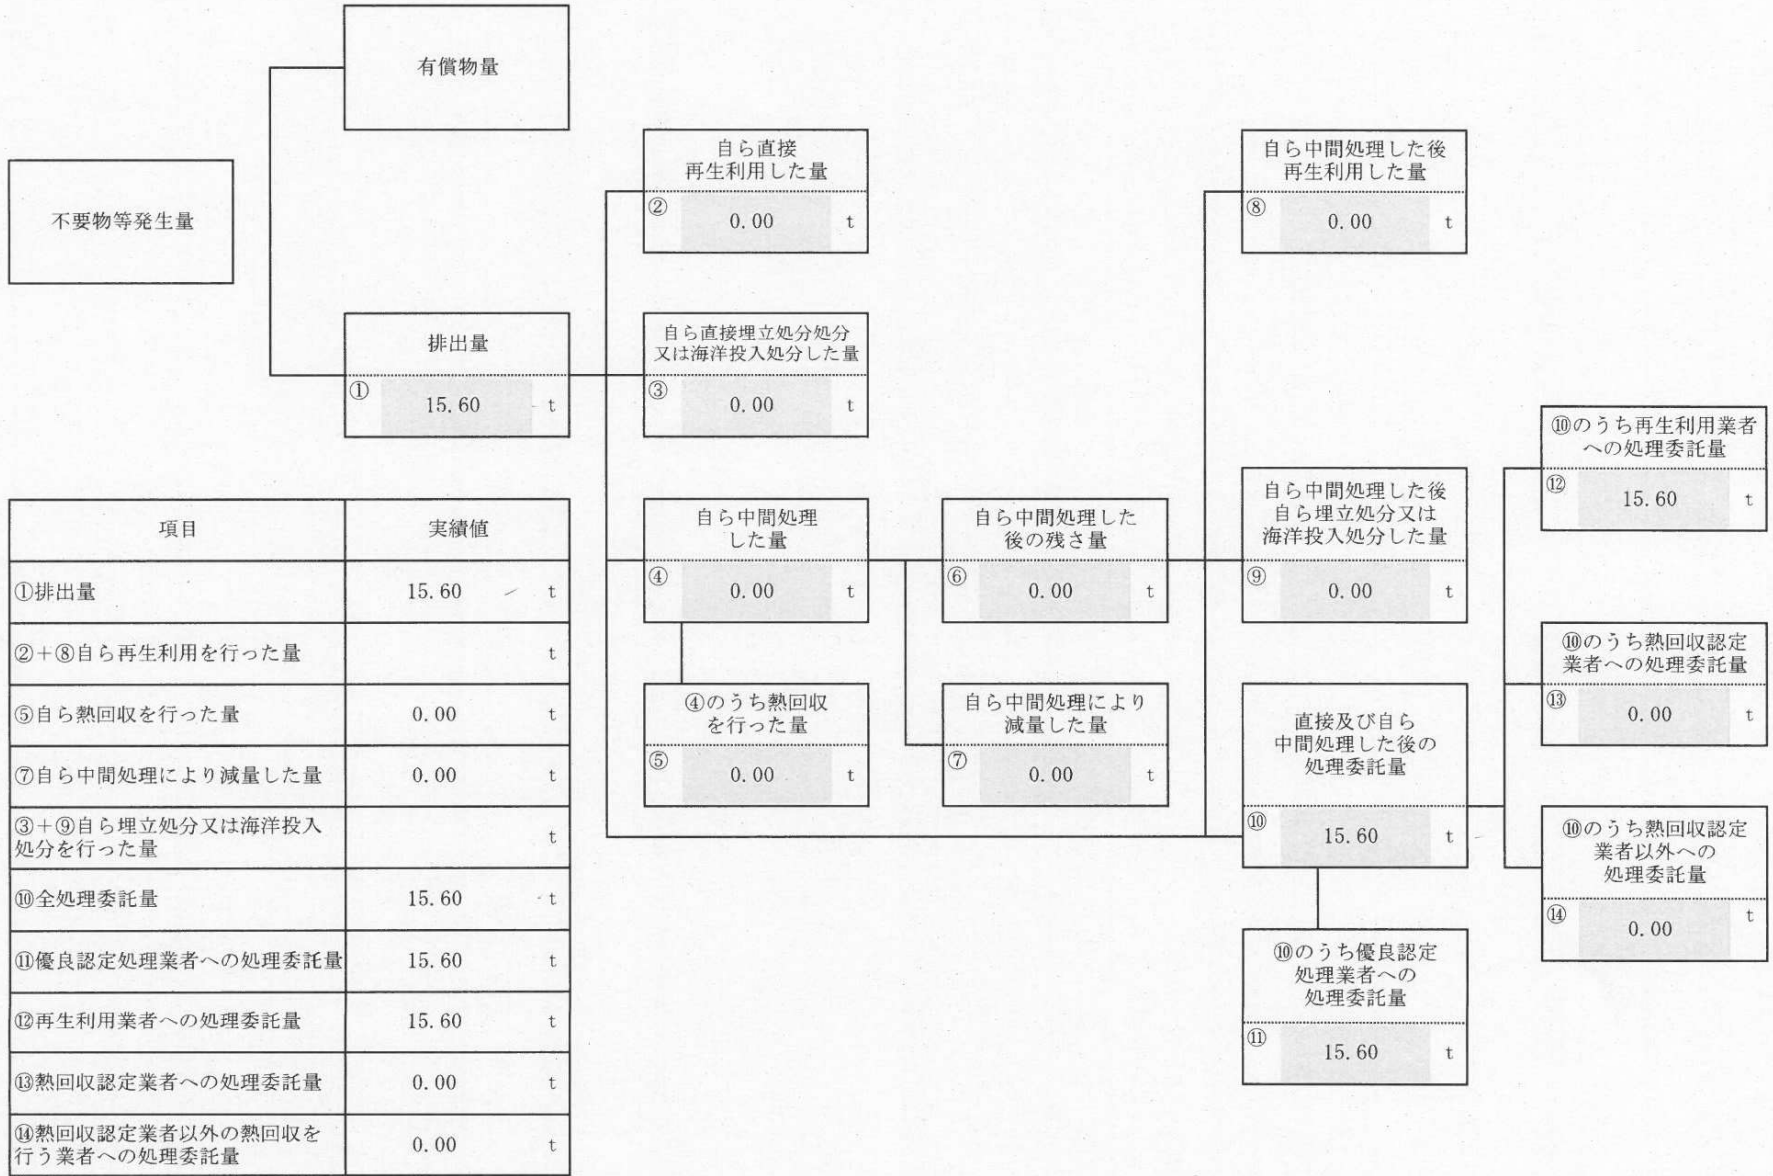 有償物量
不要物等発生量
排出量
① 15.60 t
自ら直接
再生利用した量
② 0.00 t
自ら直接埋立処分処分
又は海洋投入処分した量
③ 0.00 t
自ら中間処理
した量
④ 0.00 t
④のうち熱回収
を行った量
⑤ 0.00 t
自ら中間処理した
後の残さ量
⑥ 0.00 t
自ら中間処理により
減量した量
⑦ 0.00 t
自ら中間処理した後
再生利用した量
⑧ 0.00 t
自ら中間処理した後
自ら埋立処分又は
海洋投入処分した量
⑨ 0.00 t
直接及び自ら
中間処理した後の
処理委託量
⑩ 15.60 t
⑩のうち優良認定
処理業者への
処理委託量
⑪ 15.60 t
⑩のうち再生利用業者
への処理委託量
⑫ 15.60 t
⑩のうち熱回収認定
業者への処理委託量
⑬ 0.00 t
⑩のうち熱回収認定
業者以外への
処理委託量
⑭ 0.00 t
項目 実績値
①排出量 15.60 t
②+⑧自ら再生利用を行った量 t
⑤自ら熱回収を行った量 0.00 t
⑦自ら中間処理により減量した量 0.00 t
③+⑨自ら埋立処分又は海洋投入
処分を行った量 t
⑩全処理委託量 15.60 t
⑪優良認定処理業者への処理委託量 15.60 t
⑫再生利用業者への処理委託量 15.60 t
⑬熱回収認定業者への処理委託量 0.00 t
⑭熱回収認定業者以外の熱回収を
行う業者への処理委託量 0.00 t